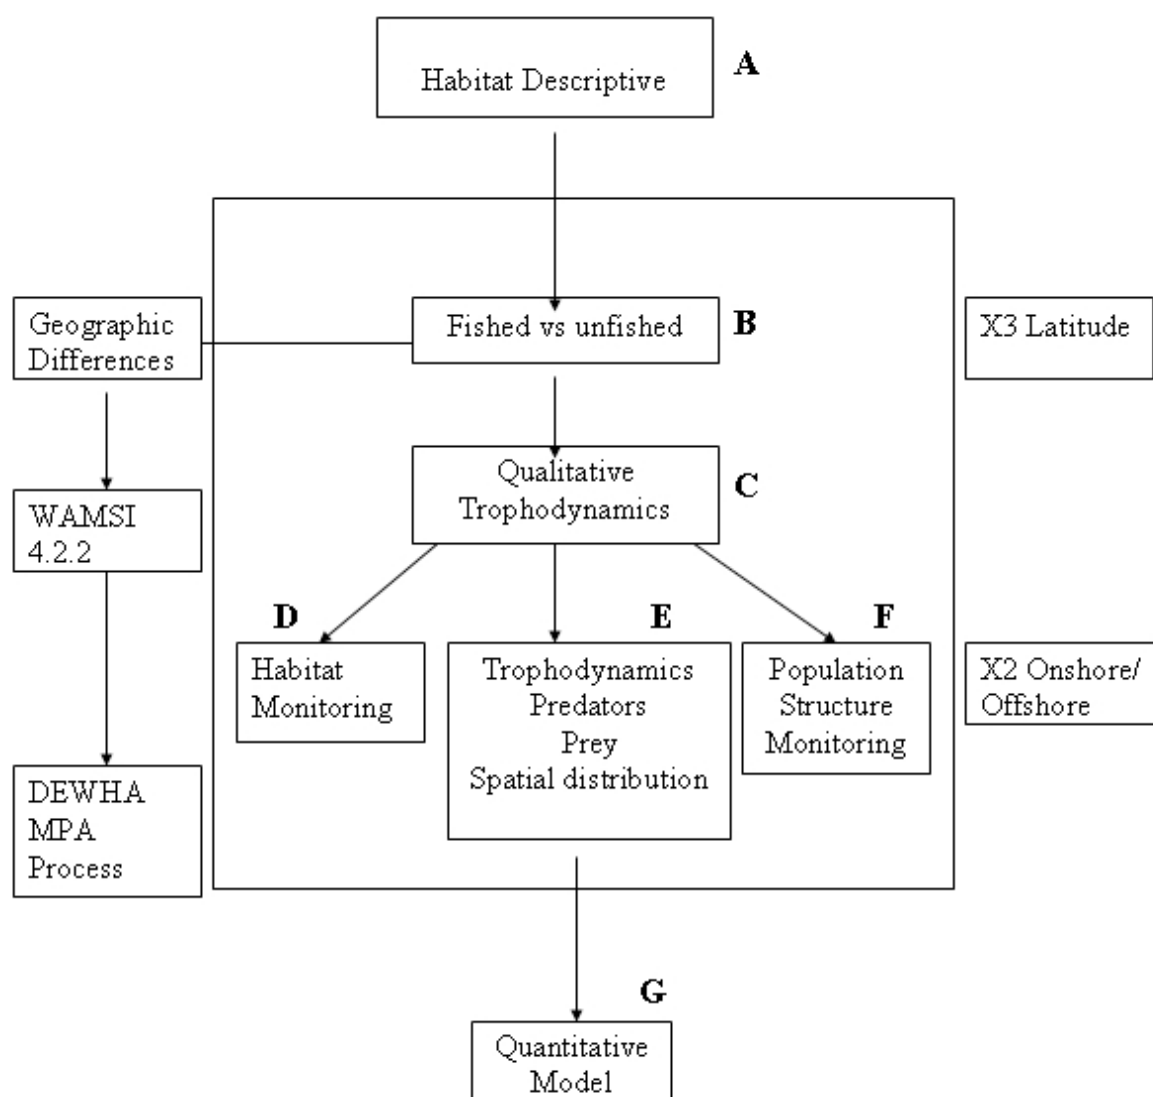 Habitat Descriptive
A
Geographic
Differences
Fished vs unfished
B
X3 Latitude
Qualitative
Trophodynamics
C
WAMSI
4.2.2
D
E
F
Habitat
Monitoring
Trophodynamics
Predators
Prey
Spatial distribution
Population
Structure
Monitoring
X2 Onshore/
Offshore
DEWHA
MPA
Process
G
Quantitative
Model